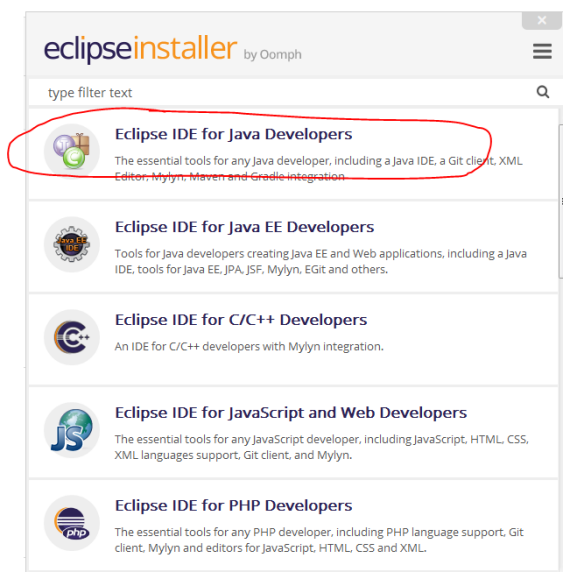 eclipseinstaller by Oomph
type filter text
Eclipse IDE for Java Developers
The essential tools for any Java developer, including a Java IDE, a Git client, XML
Editor, Mylyn, Maven and Gradle integration
Java EE
IDE
Eclipse IDE for Java EE Developers
Tools for Java developers creating Java EE and Web applications, including a Java
IDE, tools for Java EE, JPA, JSF, Mylyn, EGit and others.
C++
Eclipse IDE for C/C++ Developers
An IDE for C/C++ developers with Mylyn integration.
JS
Eclipse IDE for JavaScript and Web Developers
The essential tools for any JavaScript developer, including JavaScript, HTML, CSS,
XML languages support, Git client, and Mylyn.
php
Eclipse IDE for PHP Developers
The essential tools for any PHP developer, including PHP language support, Git
client, Mylyn and editors for JavaScript, HTML, CSS and XML.